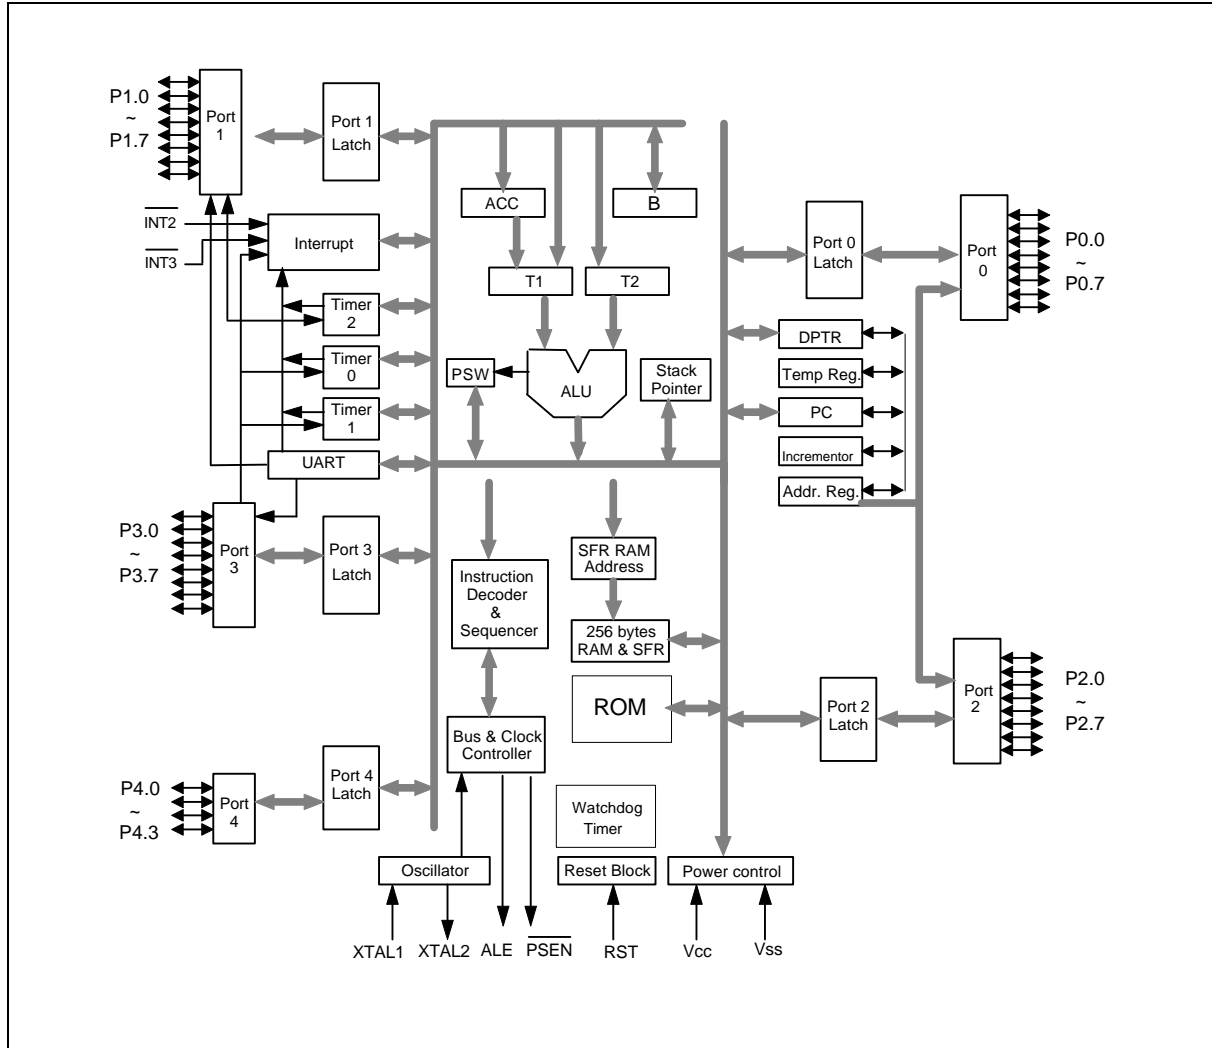 P1.0
~
P1.7
Port
1
Port 1
Latch
INT2
INT3
Interrupt
Timer
2
Timer
0
Timer
1
UART
P3.0
~
P3.7
Port
3
Port 3
Latch
P4.0
~
P4.3
Port
4
Port 4
Latch
ACC
B
T1
T2
PSW
ALU
Stack
Pointer
Instruction
Decoder
&
Sequencer
SFR RAM
Address
256 bytes
RAM & SFR
ROM
Bus & Clock
Controller
Watchdog
Timer
Oscillator
Reset Block
Power control
XTAL1
XTAL2
ALE
PSEN
RST
Vcc
Vss
Port 0
Latch
Port
0
P0.0
~
P0.7
DPTR
Temp Reg.
PC
Incrementor
Addr. Reg.
Port 2
Latch
Port
2
P2.0
~
P2.7